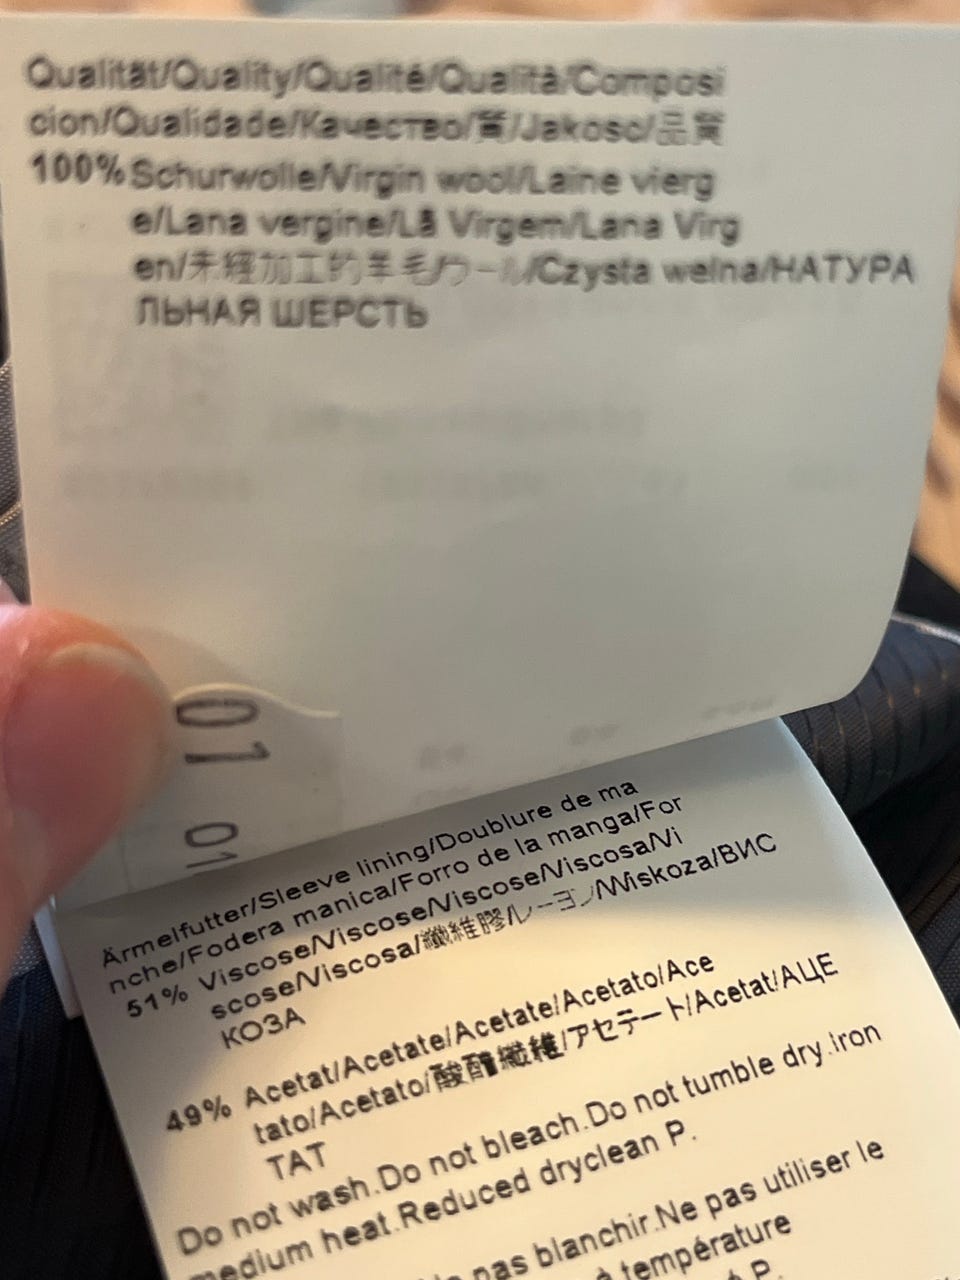 Qualität/Quality/Qualité/Qualità/Composi
cion/Qualidade/Качество/質/Jakosc/品質
100% Schurwolle/Virgin wool/Laine vierg
e/Lana vergine/Lã Virgem/Lana Virg
en/未經加工的羊毛/ウール/Czysta welna/НАТУРА
ЛЬНАЯ ШЕРСТЬ
01 01
Ärmelfutter/Sleeve lining/Doublure de ma
nche/Fodera manica/Forro de la manga/For
51% Viscose/Viscose/Viscose/Viscosa/Vi
scose/Viscosa/纖維膠/レーヨン/Wiskoza/ВИС
КОЗА
49% Acetat/Acetate/Acetate/Acetato/Ace
tato/Acetato/酸醋纖維/アセテート/Acetat/АЦЕ
ТАТ
Do not wash.Do not bleach.Do not tumble dry.iron
medium heat.Reduced dryclean P.
pas blanchir.Ne pas utiliser le
à température
P.